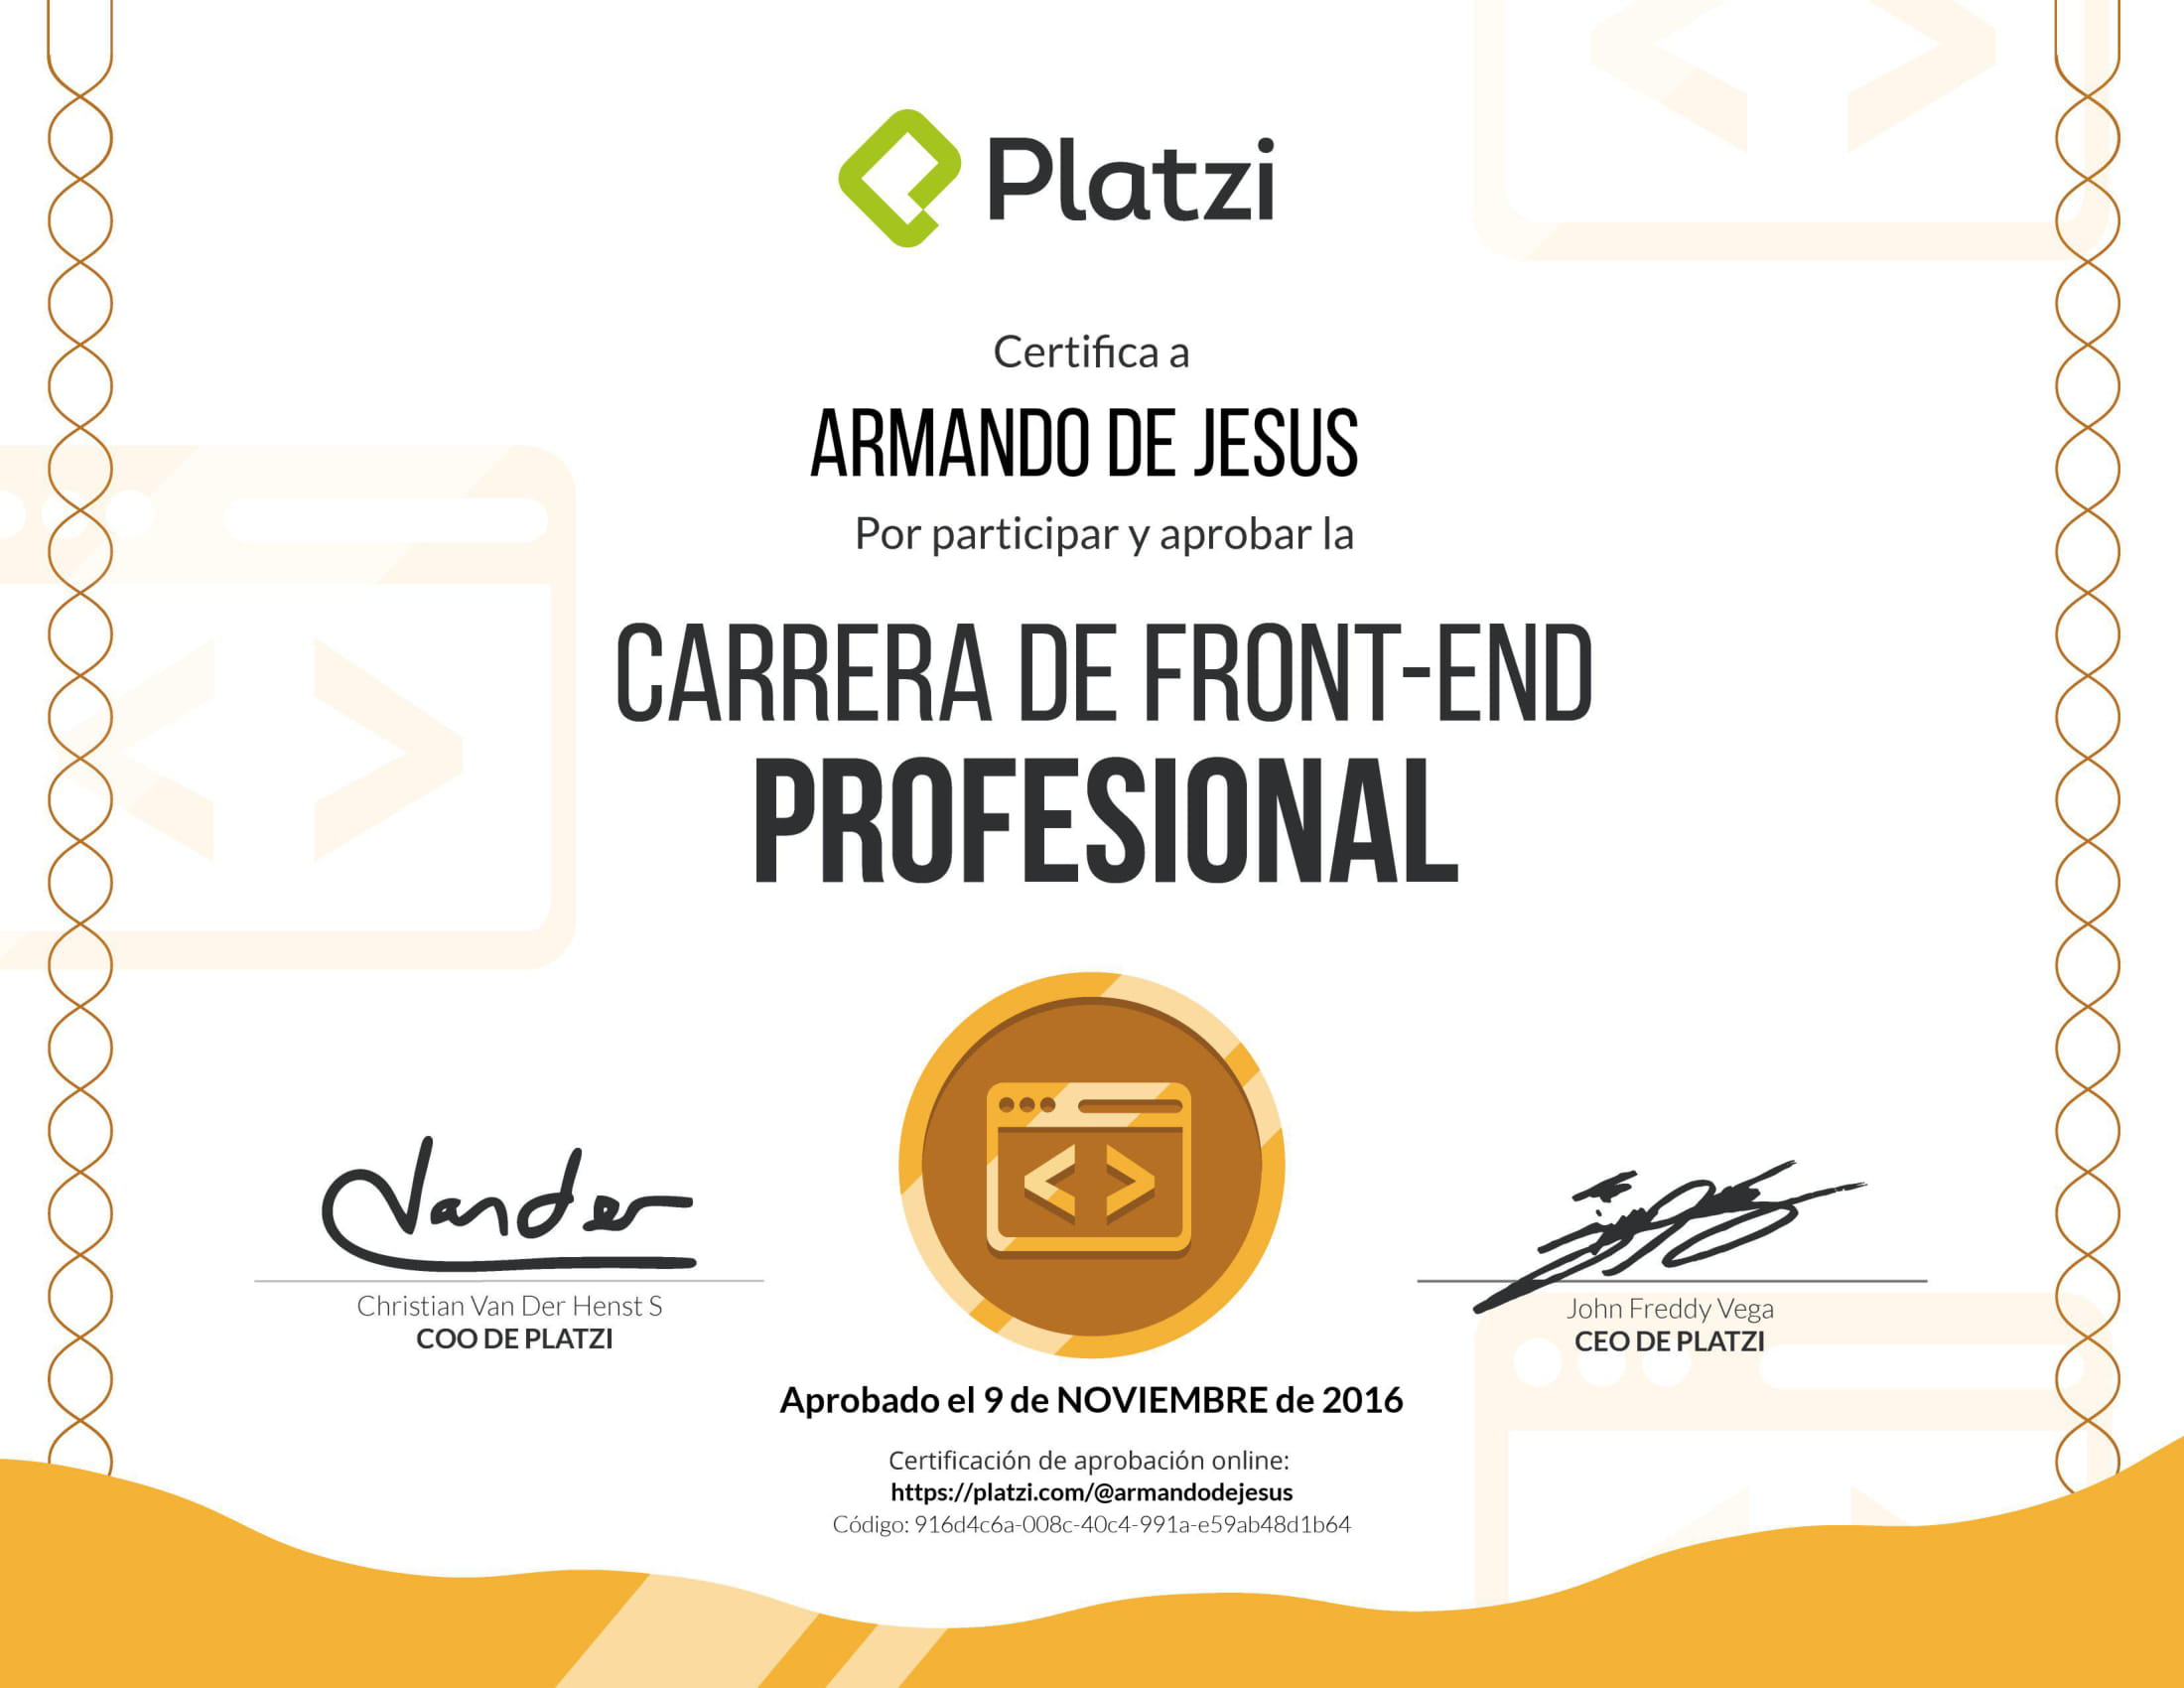 Platzi
Certifica a
ARMANDO DE JESUS
Por participar y aprobar la
CARRERA DE FRONT-END
PROFESIONAL
Vander
Christian Van Der Henst S
COO DE PLATZI
John Freddy Vega
CEO DE PLATZI
Aprobado el 9 de NOVIEMBRE de 2016
Certificación de aprobación online:
https://platzi.com/@armandodejesus
Código: 916d4c6a-008c-40c4-991a-e59ab48d1b64